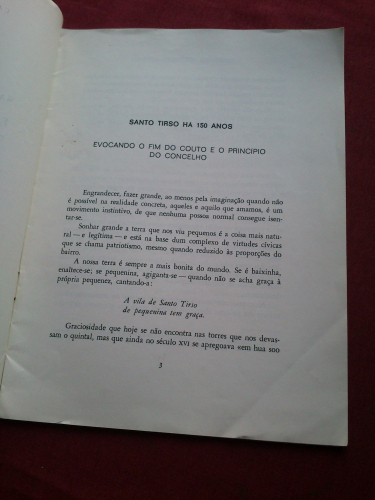 SANTO TIRSO HA 150 ANOS
EVOCANDO O FIM DO COUTO E O PRINCIPIO
DO CONCELHO
Engrandecer, fazer grande, ao menos pela imaginação quando não
é possível na realidade concreta, aqueles e aquilo que amamos, é um
movimento instintivo, de que nenhuma pessoa normal consegue isen-
tar-se.
Sonhar grande a terra que nos viu pequenos é a coisa mais natu-
ral — e legítima — e está na base dum complexo de virtudes cívicas
que se chama patriotismo, mesmo quando reduzido às proporções do
bairro.
A nossa terra é sempre a mais bonita do mundo. Se é baixinha,
enaltece-se; se pequenina, agiganta-se — quando não se acha graça à
própria pequenez, cantando-a:
A vila de Santo Tirso
de pequenina tem graça.
Graciosidade que hoje se não encontra nas torres que nos devas-
sam o quintal, mas que ainda no século XVI se apregoava «em hua soo
3